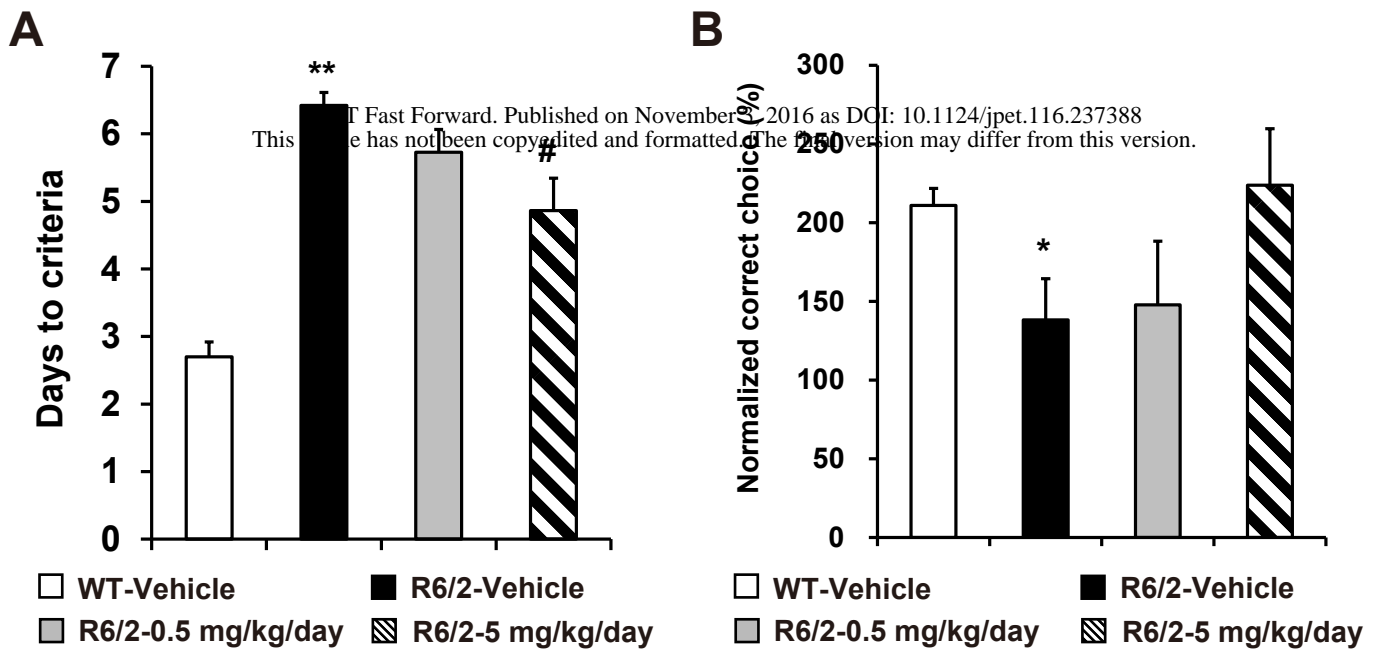 A
B
T Fast Forward. Published on November 3, 2016 as DOI: 10.1124/jpet.116.237388
This e has not been copyedited and formatted. The final version may differ from this version.
Days to criteria
7
6
5
4
3
2
1
0
**
#
WT-Vehicle
R6/2-Vehicle
R6/2-0.5 mg/kg/day
R6/2-5 mg/kg/day
Normalized correct choice (%)
300
250
200
150
100
50
0
*
WT-Vehicle
R6/2-Vehicle
R6/2-0.5 mg/kg/day
R6/2-5 mg/kg/day